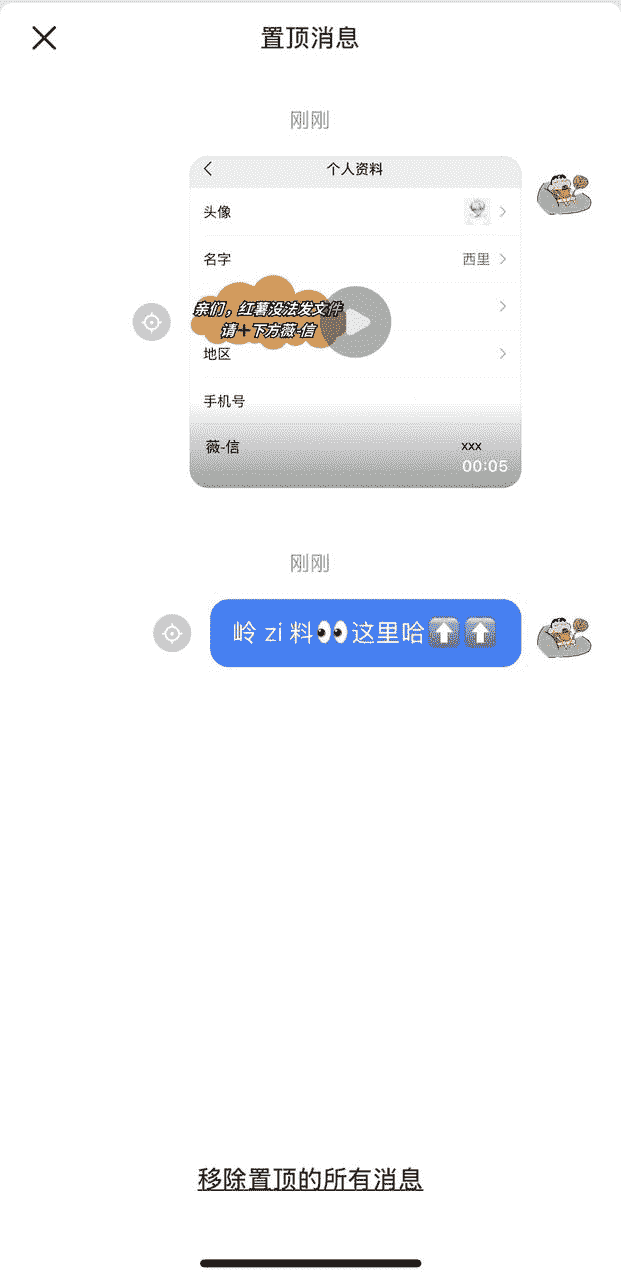 置顶消息
刚刚
个人资料
头像
名字 西里
亲们，红薯没法发文件
请+下方薇-信
地区
手机号
薇-信 xxx
00:05
刚刚
岭 zi 料👀这里哈⬆️⬆️
移除置顶的所有消息